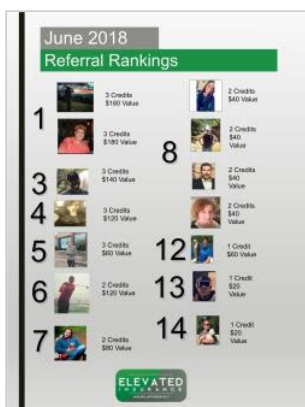 June 2018
Referral Rankings
1
3 Credits
$180 Value
3 Credits
$180 Value
3
3 Credits
$140 Value
4
3 Credits
$120 Value
5
3 Credits
$60 Value
6
2 Credits
$120 Value
7
2 Credits
$80 Value
8
2 Credits
$40 Value
2 Credits
$40
Value
2 Credits
$40
Value
2 Credits
$40
Value
12
1 Credit
$60 Value
13
1 Credit
$20
Value
14
1 Credit
$20
Value
ELEVATED
INSURANCE